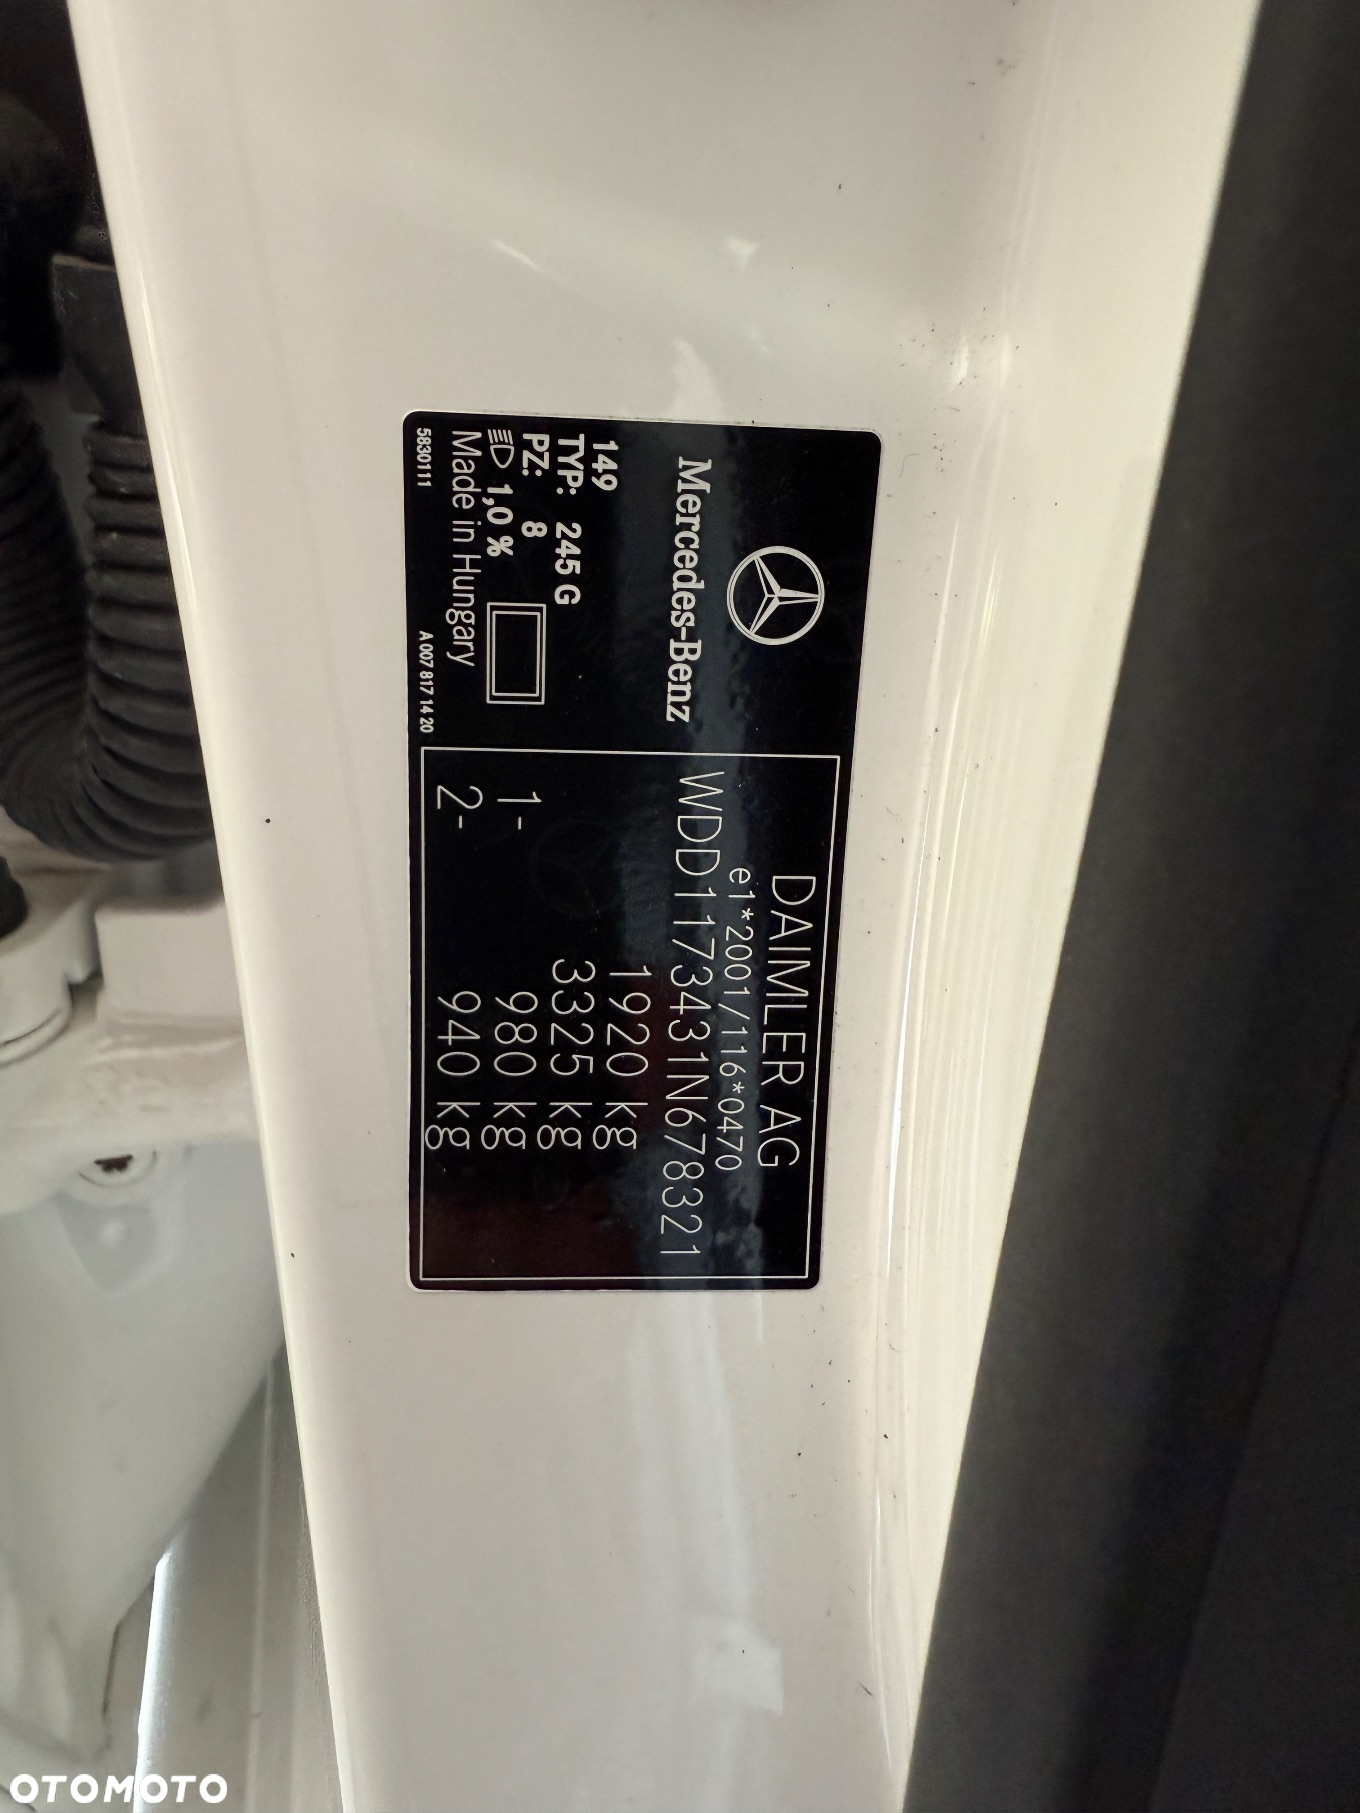 Mercedes-Benz
149
TYP: 245 G
PZ: 8
1,0 %
Made in Hungary
5830111 A 007 817 14 20
DAIMLER AG
e1*2001/116*0470
WDD1173431N678321
1920 kg
3325 kg
1- 980 kg
2- 940 kg
OTOMOTO